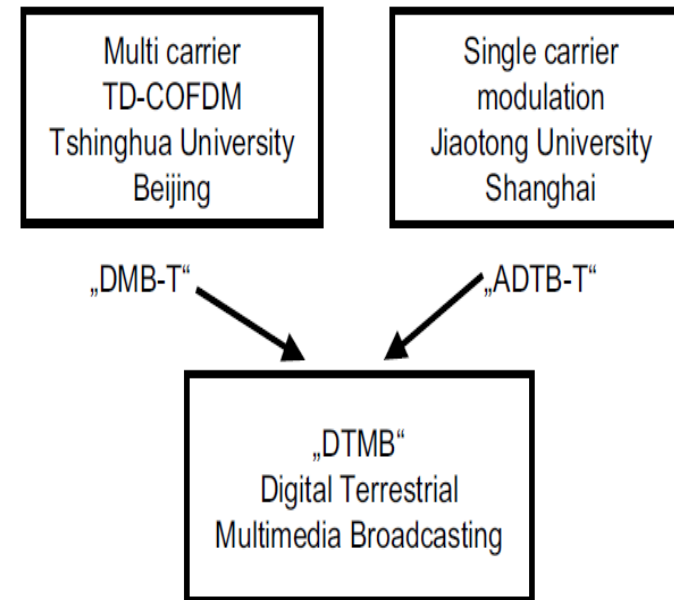 Multi carrier
TD-COFDM
Tshinghua University
Beijing
Single carrier
modulation
Jiaotong University
Shanghai
„DMB-T“
„ADTB-T“
„DTMB“
Digital Terrestrial
Multimedia Broadcasting